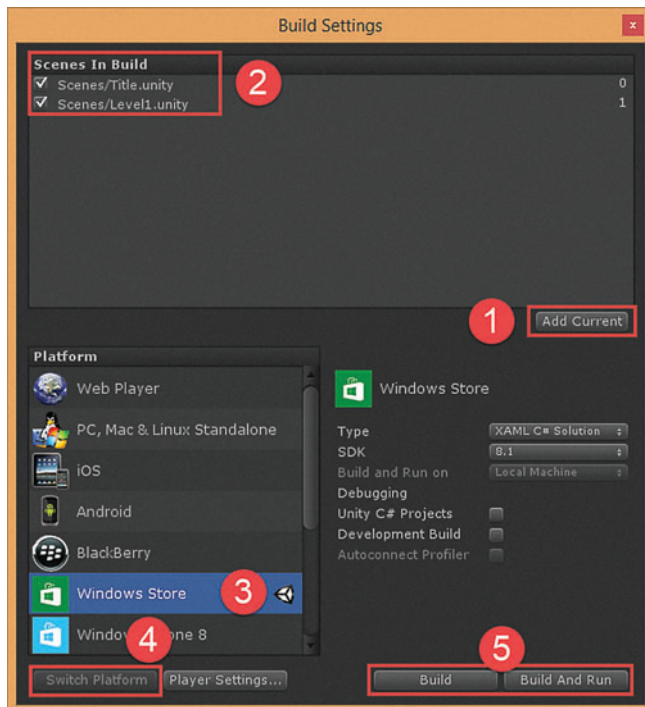 Build Settings
x
Scenes In Build
2
Scenes/Title.unity 0
Scenes/Level1.unity 1
1
Add Current
Platform
Web Player
PC, Mac & Linux Standalone
iOS
Android
BlackBerry
Windows Store
3
4
Switch Platform
Player Settings...
Windows Store
Type XAML C# Solution
SDK 8.1
Build and Run on Local Machine
Debugging
Unity C# Projects
Development Build
Autoconnect Profiler
5
Build
Build And Run